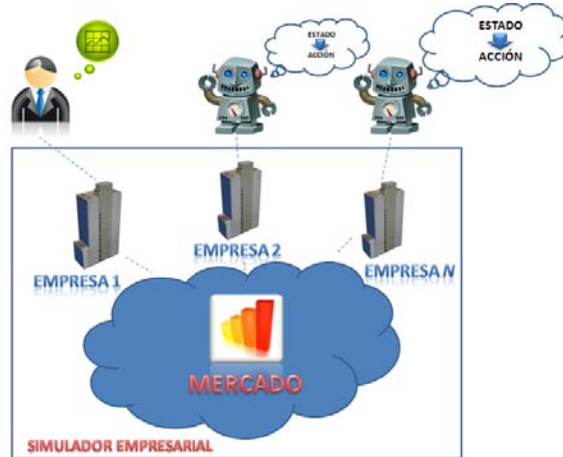 ESTADO
ACCIÓN
ESTADO
ACCIÓN
EMPRESA 1
EMPRESA 2
EMPRESA N
MERCADO
SIMULADOR EMPRESARIAL